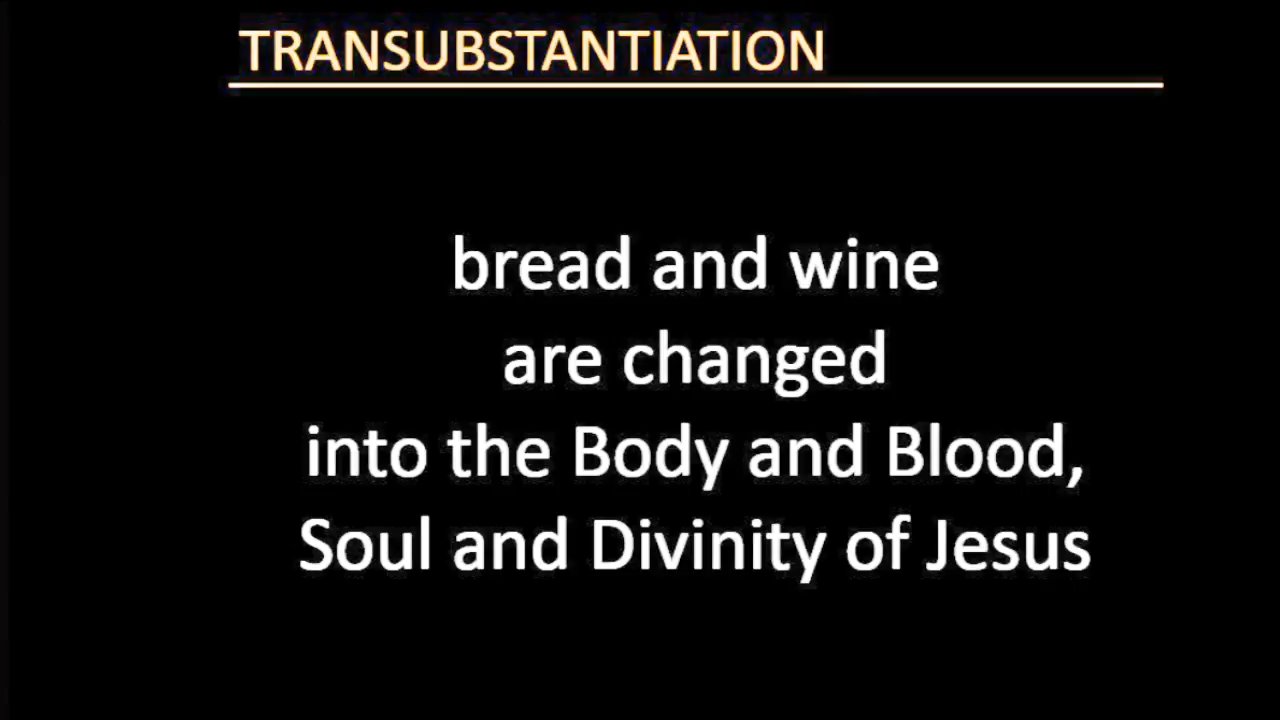 TRANSUBSTANTIATION
bread and wine
are changed
into the Body and Blood,
Soul and Divinity of Jesus